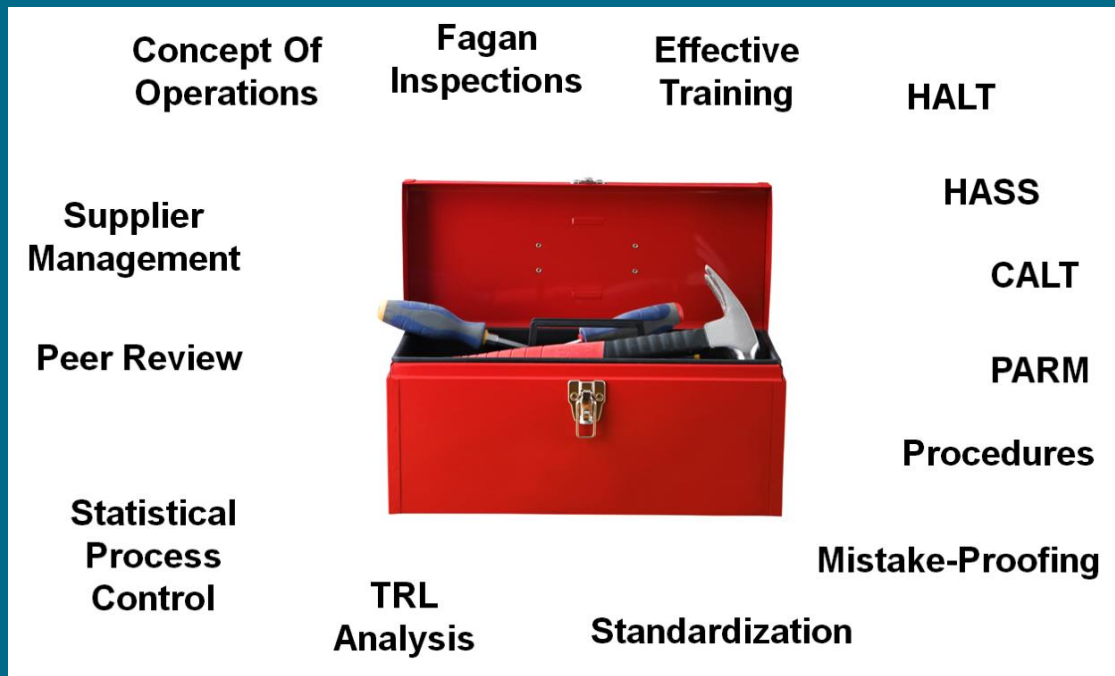 Concept Of
Operations
Fagan
Inspections
Effective
Training
HALT
HASS
Supplier
Management
CALT
Peer Review
PARM
Procedures
Statistical
Process
Control
Mistake-Proofing
TRL
Analysis
Standardization